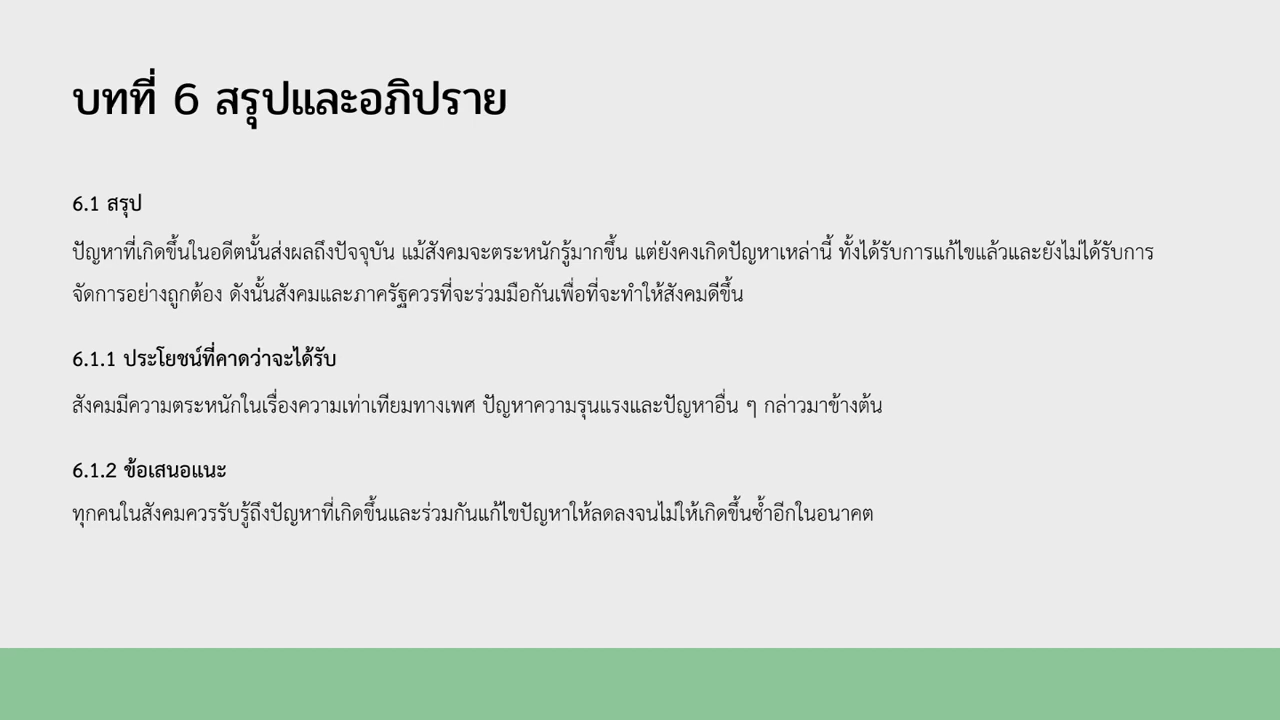 บทที่ 6 สรุปและอภิปราย
6.1 สรุป
ปัญหาที่เกิดขึ้นในอดีตนั้นส่งผลถึงปัจจุบัน แม้สังคมจะตระหนักรู้มากขึ้น แต่ยังคงเกิดปัญหาเหล่านี้ ทั้งได้รับการแก้ไขแล้วและยังไม่ได้รับการ
จัดการอย่างถูกต้อง ดังนั้นสังคมและภาครัฐควรที่จะร่วมมือกันเพื่อที่จะทำให้สังคมดีขึ้น
6.1.1 ประโยชน์ที่คาดว่าจะได้รับ
สังคมมีความตระหนักในเรื่องความเท่าเทียมทางเพศ ปัญหาความรุนแรงและปัญหาอื่น ๆ กล่าวมาข้างต้น
6.1.2 ข้อเสนอแนะ
ทุกคนในสังคมควรรับรู้ถึงปัญหาที่เกิดขึ้นและร่วมกันแก้ไขปัญหาให้ลดลงจนไม่ให้เกิดขึ้นซ้ำอีกในอนาคต